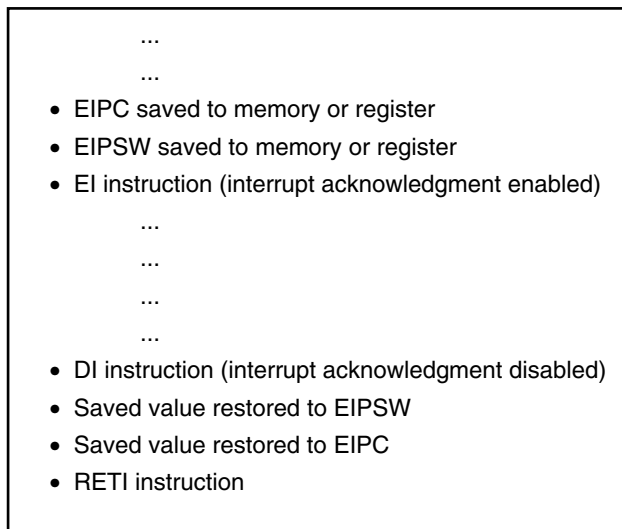 ...
...
• EIPC saved to memory or register
• EIPSW saved to memory or register
• EI instruction (interrupt acknowledgment enabled)
...
...
...
...
• DI instruction (interrupt acknowledgment disabled)
• Saved value restored to EIPSW
• Saved value restored to EIPC
• RETI instruction